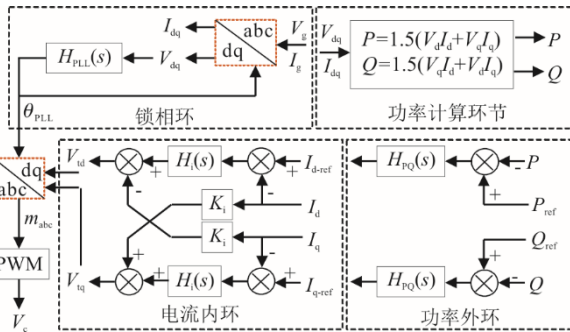 I_dq
V_dq
H_PLL(s)
abc
dq
V_g
I_g
θ_PLL
锁相环
V_dq
I_dq
P=1.5(V_dI_d+V_qI_q)
Q=1.5(V_qI_d+V_dI_q)
P
Q
功率计算环节
dq
abc
m_abc
PWM
V_td
V_tq
+
-
H_i(s)
+
+
-
I_d-ref
K_i
I_d
K_i
I_q
+
+
H_i(s)
-
+
I_q-ref
电流内环
H_PQ(s)
-
P
+
P_ref
Q_ref
+
H_PQ(s)
-
Q
功率外环